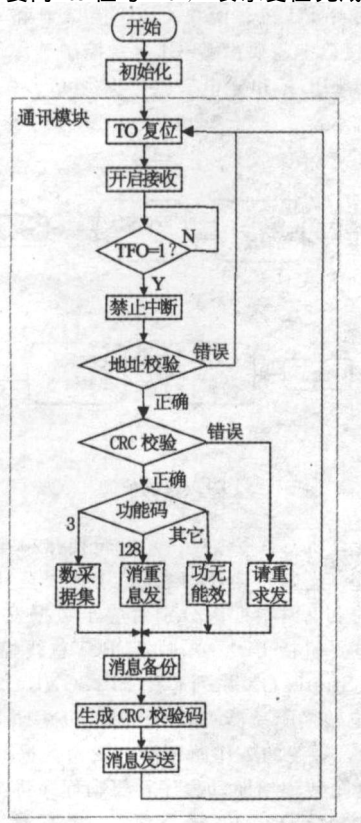 开始
初始化
通讯模块
TO 复位
开启接收
TFO=1？
N
Y
禁止中断
地址校验
错误
正确
CRC 校验
错误
正确
功能码
3
128
其它
数采
据集
消重
息发
功无
能效
请重
求发
消息备份
生成 CRC 校验码
消息发送